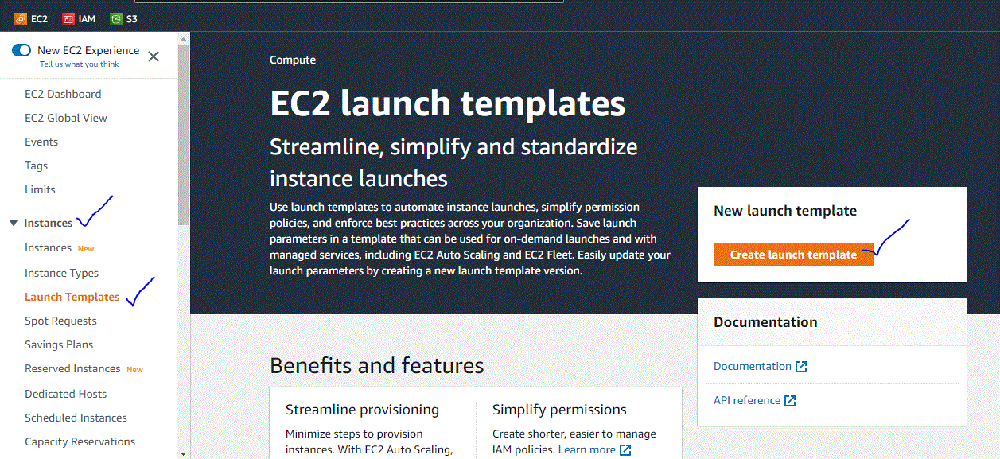 EC2 IAM S3
New EC2 Experience
Tell us what you think
EC2 Dashboard
EC2 Global View
Events
Tags
Limits
Instances
Instances New
Instance Types
Launch Templates
Spot Requests
Savings Plans
Reserved Instances New
Dedicated Hosts
Scheduled Instances
Capacity Reservations
Compute
EC2 launch templates
Streamline, simplify and standardize
instance launches
Use launch templates to automate instance launches, simplify permission
policies, and enforce best practices across your organization. Save launch
parameters in a template that can be used for on-demand launches and with
managed services, including EC2 Auto Scaling and EC2 Fleet. Easily update your
launch parameters by creating a new launch template version.
New launch template
Create launch template
Documentation
Documentation
API reference
Benefits and features
Streamline provisioning
Minimize steps to provision
instances. With EC2 Auto Scaling,
Simplify permissions
Create shorter, easier to manage
IAM policies. Learn more